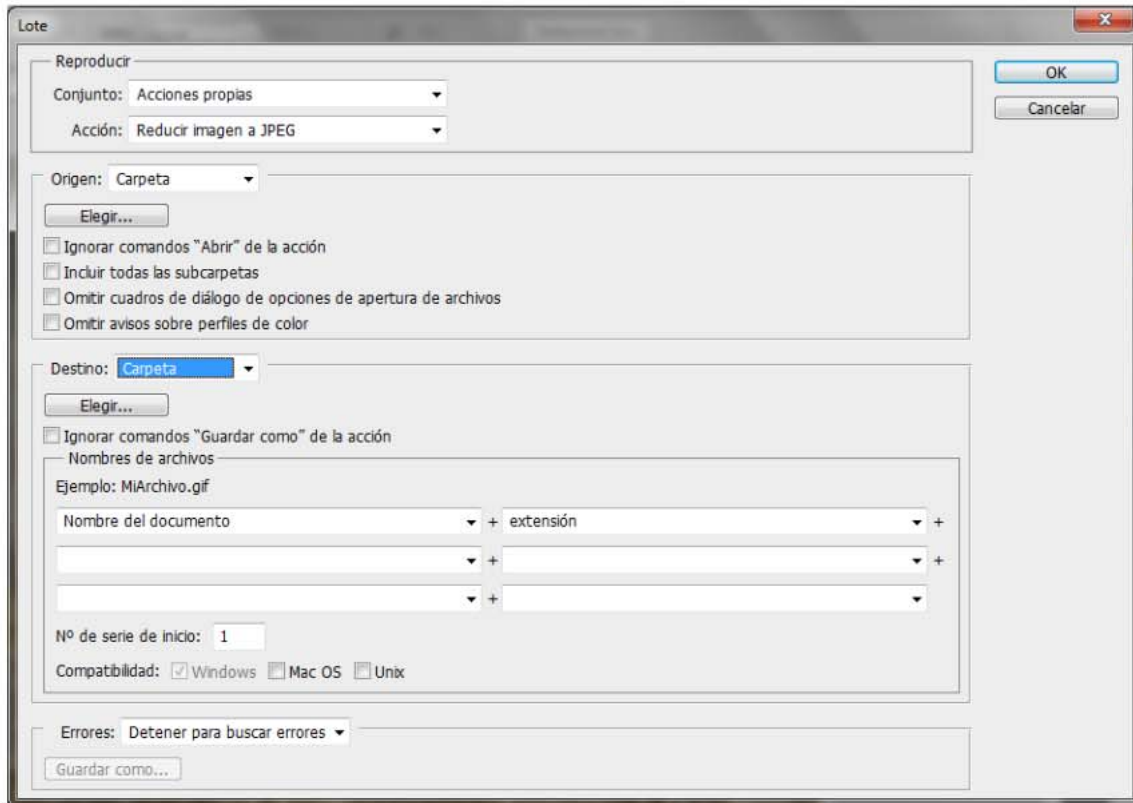 Lote
Reproducir
OK
Conjunto: Acciones propias
Cancelar
Acción: Reducir imagen a JPEG
Origen: Carpeta
Elegir...
Ignorar comandos "Abrir" de la acción
Incluir todas las subcarpetas
Omitir cuadros de diálogo de opciones de apertura de archivos
Omitir avisos sobre perfiles de color
Destino: Carpeta
Elegir...
Ignorar comandos "Guardar como" de la acción
Nombres de archivos
Ejemplo: MiArchivo.gif
Nombre del documento + extensión +
+ +
+
Nº de serie de inicio: 1
Compatibilidad: Windows Mac OS Unix
Errores: Detener para buscar errores
Guardar como...